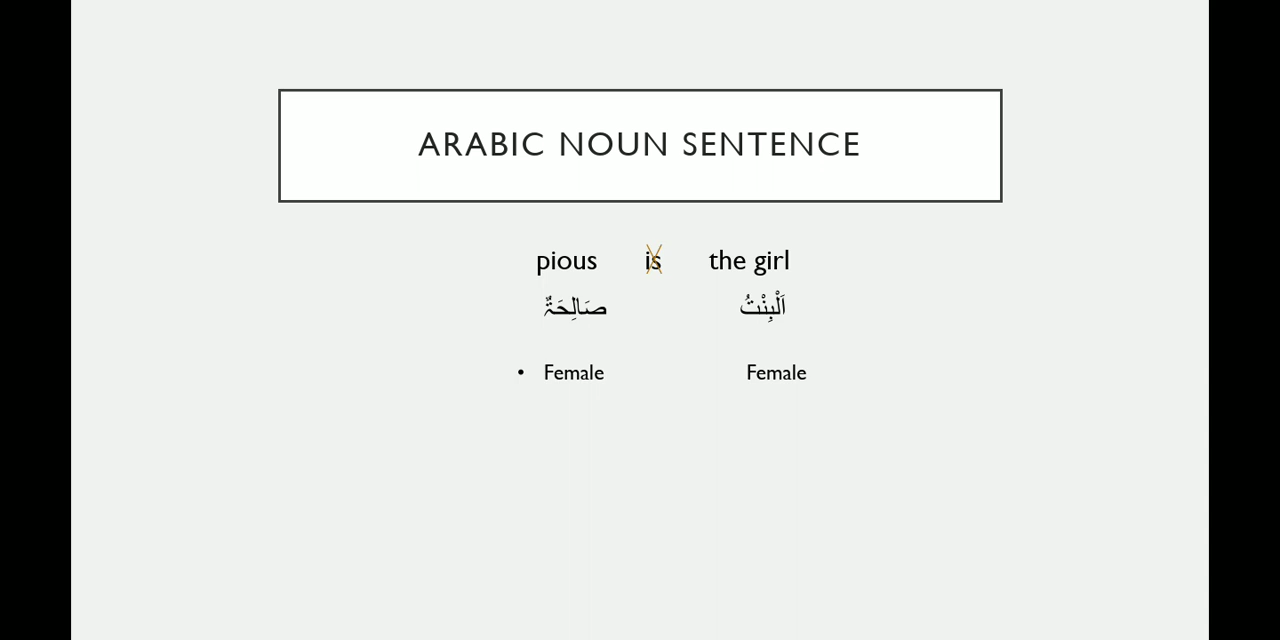 ARABIC NOUN SENTENCE
pious is the girl
اَلْبِنْتُ صَالِحَةٌ
• Female Female